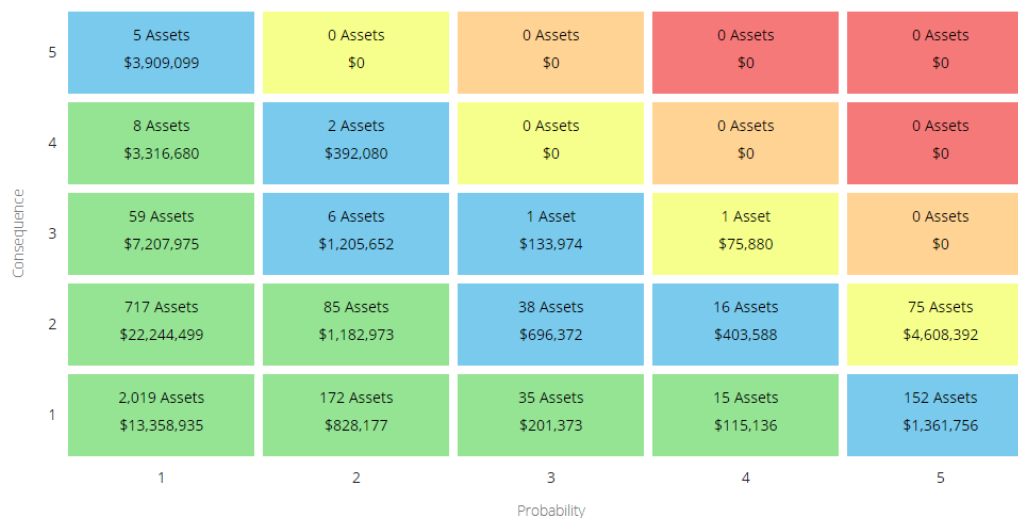 5 Assets 0 Assets 0 Assets 0 Assets 0 Assets
5
$3,909,099 $0 $0 $0 $0
8 Assets 2 Assets 0 Assets 0 Assets 0 Assets
4
$3,316,680 $392,080 $0 $0 $0
Consequence
59 Assets 6 Assets 1 Asset 1 Asset 0 Assets
3
$7,207,975 $1,205,652 $133,974 $75,880 $0
717 Assets 85 Assets 38 Assets 16 Assets 75 Assets
2
$22,244,499 $1,182,973 $696,372 $403,588 $4,608,392
2,019 Assets 172 Assets 35 Assets 15 Assets 152 Assets
1
$13,358,935 $828,177 $201,373 $115,136 $1,361,756
1 2 3 4 5
Probability